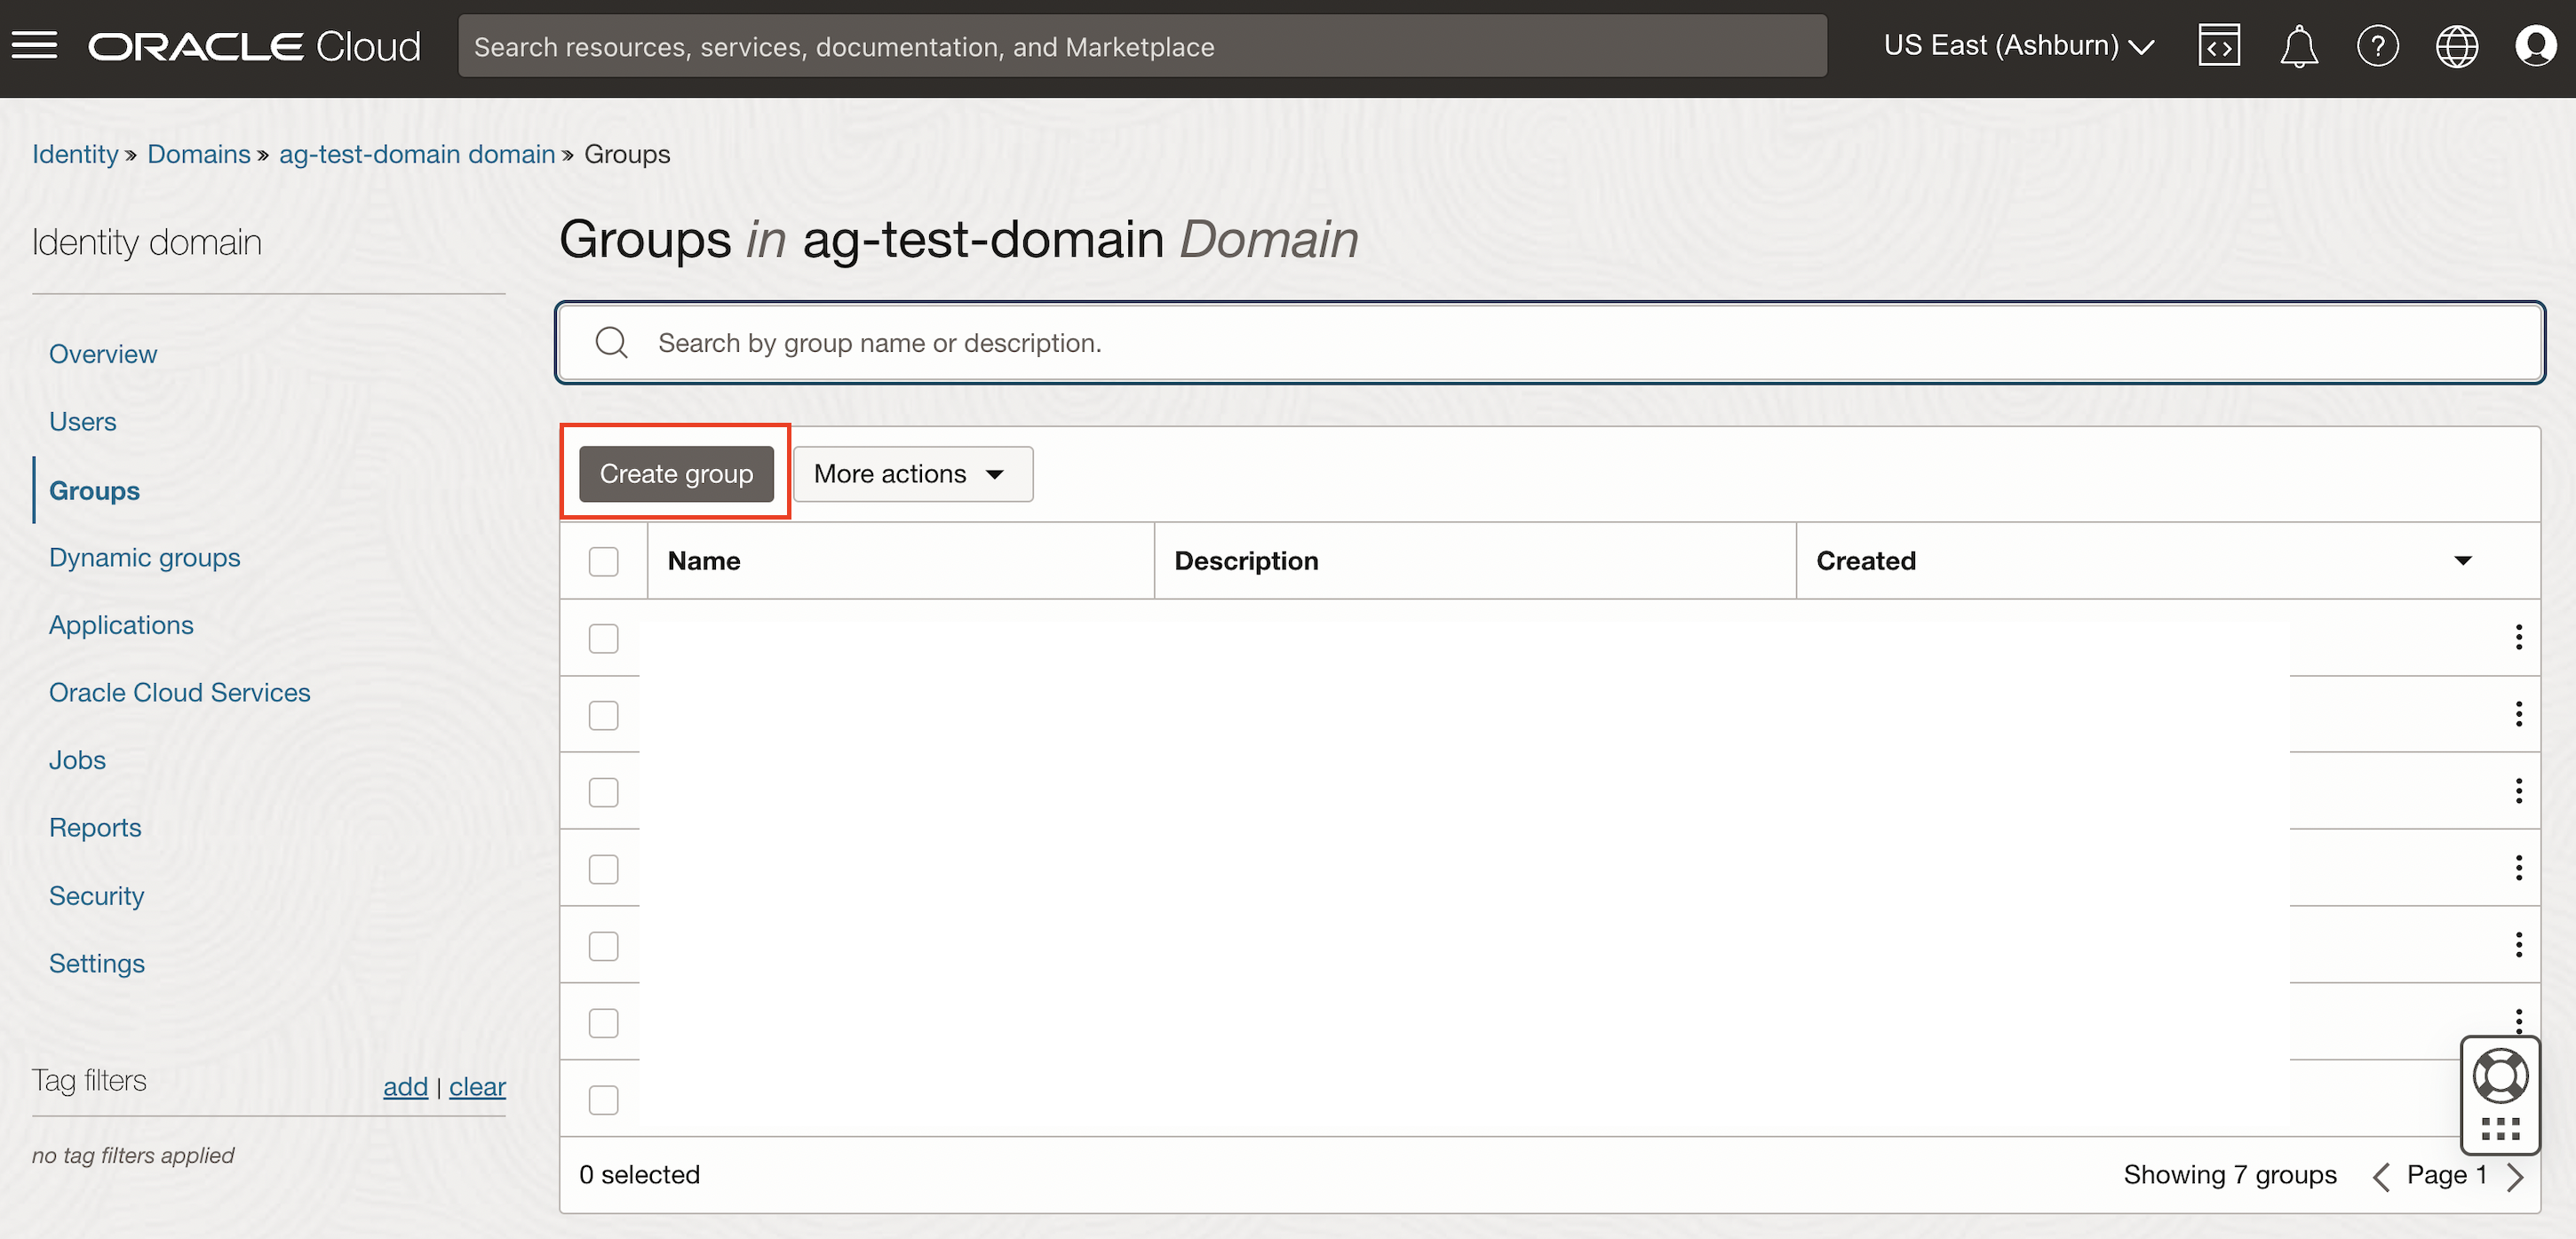 ORACLE Cloud
Search resources, services, documentation, and Marketplace
US East (Ashburn)
Identity » Domains » ag-test-domain domain » Groups
Identity domain
Overview
Users
Groups
Dynamic groups
Applications
Oracle Cloud Services
Jobs
Reports
Security
Settings
Tag filters
add | clear
no tag filters applied
Groups in ag-test-domain Domain
Search by group name or description.
Create group
More actions
Name Description Created
0 selected
Showing 7 groups
Page 1